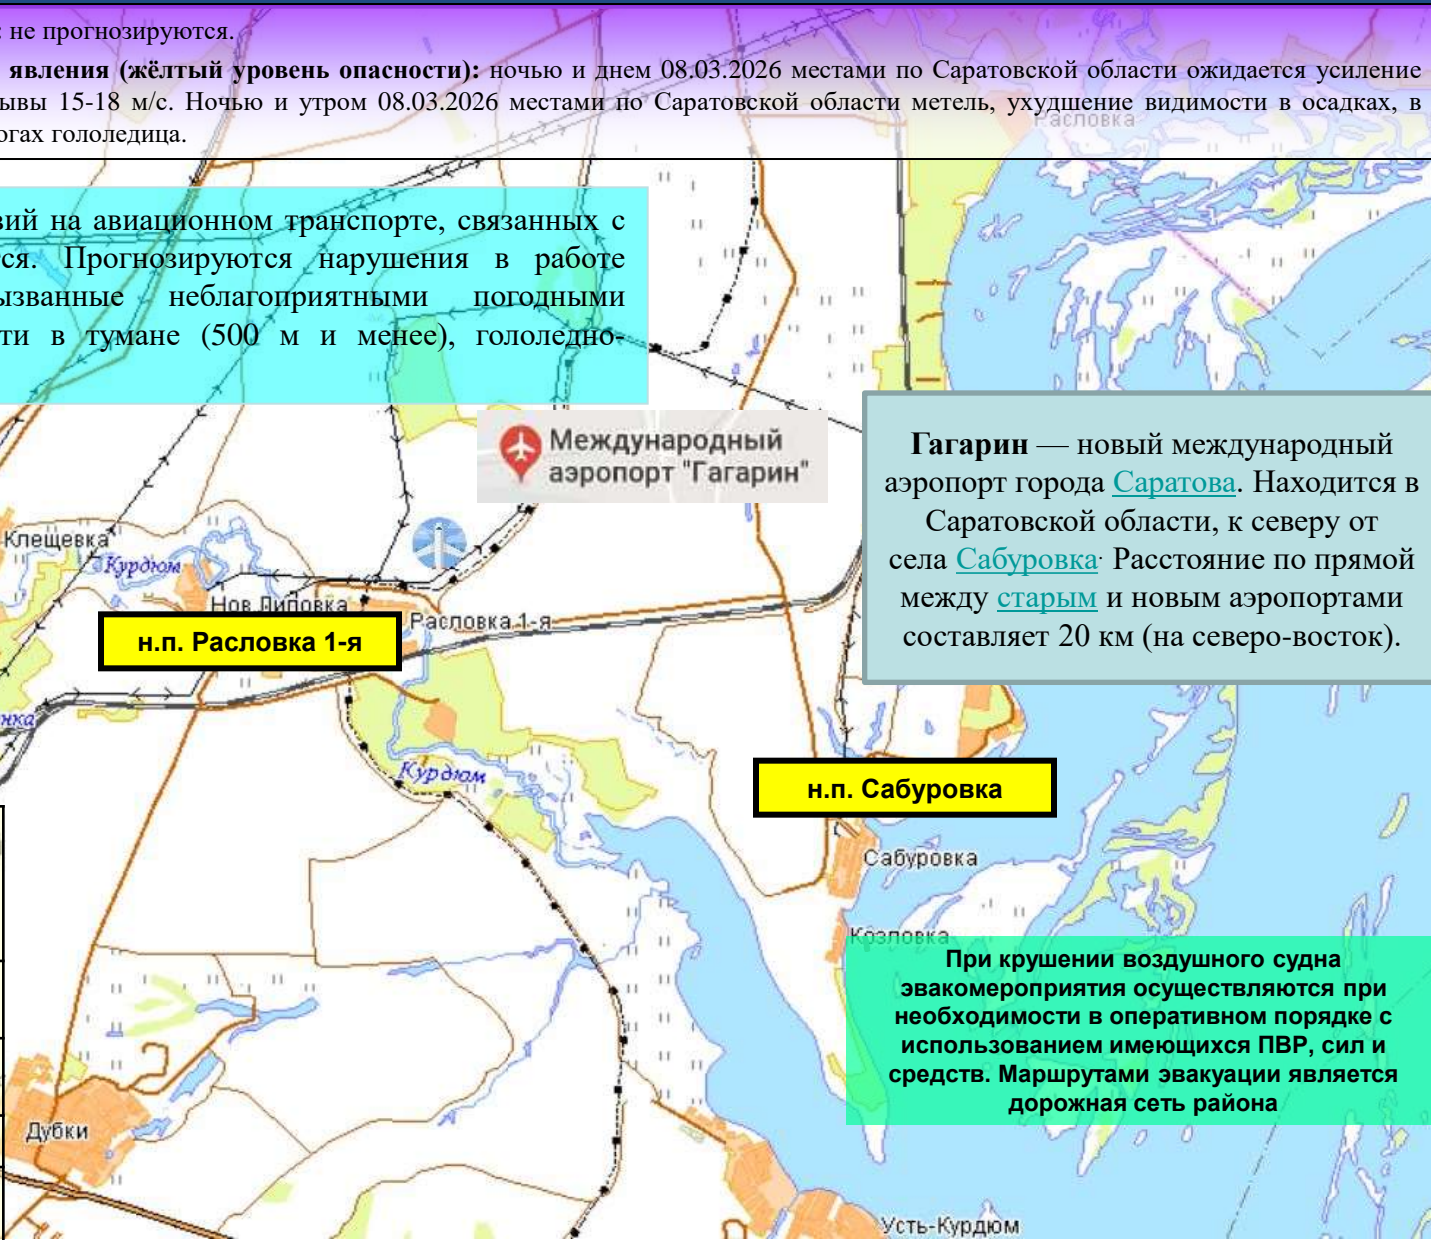 : не прогнозируются.
явления (жёлтый уровень опасности): ночью и днем 08.03.2026 местами по Саратовской области ожидается усиление
ывы 15-18 м/с. Ночью и утром 08.03.2026 местами по Саратовской области метель, ухудшение видимости в осадках, в
огах гололедица.
Расловка
вий на авиационном транспорте, связанных с
тся. Прогнозируются нарушения в работе
ызванные неблагоприятными погодными
сти в тумане (500 м и менее), гололедно-
Международный
аэропорт "Гагарин"
Гагарин — новый международный
аэропорт города Саратова. Находится в
Саратовской области, к северу от
села Сабуровка. Расстояние по прямой
между старым и новым аэропортами
составляет 20 км (на северо-восток).
Клещевка
Курдюм
Нов.Липовка
Расловка 1-я
н.п. Расловка 1-я
нка
Курдюм
н.п. Сабуровка
Сабуровка
Козловка
При крушении воздушного судна
эвакомероприятия осуществляются при
необходимости в оперативном порядке с
использованием имеющихся ПВР, сил и
средств. Маршрутами эвакуации является
дорожная сеть района
Дубки
Усть-Курдюм